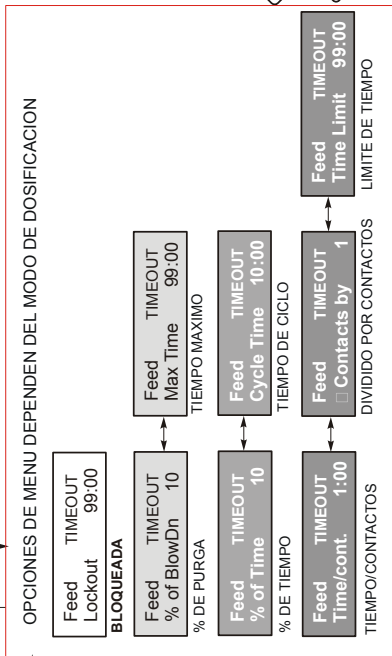 OPCIONES DE MENU DEPENDEN DEL MODO DE DOSIFICACION
Feed TIMEOUT
Lockout 99:00
BLOQUEADA
Feed TIMEOUT
% of BlowDn 10
% DE PURGA
Feed TIMEOUT
Max Time 99:00
TIEMPO MAXIMO
Feed TIMEOUT
% of Time 10
% DE TIEMPO
Feed TIMEOUT
Cycle Time 10:00
TIEMPO DE CICLO
Feed TIMEOUT
Time/cont. 1:00
TIEMPO/CONTACTOS
Feed TIMEOUT
□ Contacts by 1
DIVIDIDO POR CONTACTOS
Feed TIMEOUT
Time Limit 99:00
LIMITE DE TIEMPO